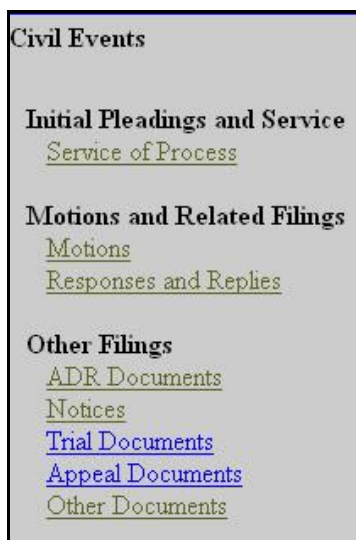 Civil Events
Initial Pleadings and Service
Service of Process
Motions and Related Filings
Motions
Responses and Replies
Other Filings
ADR Documents
Notices
Trial Documents
Appeal Documents
Other Documents